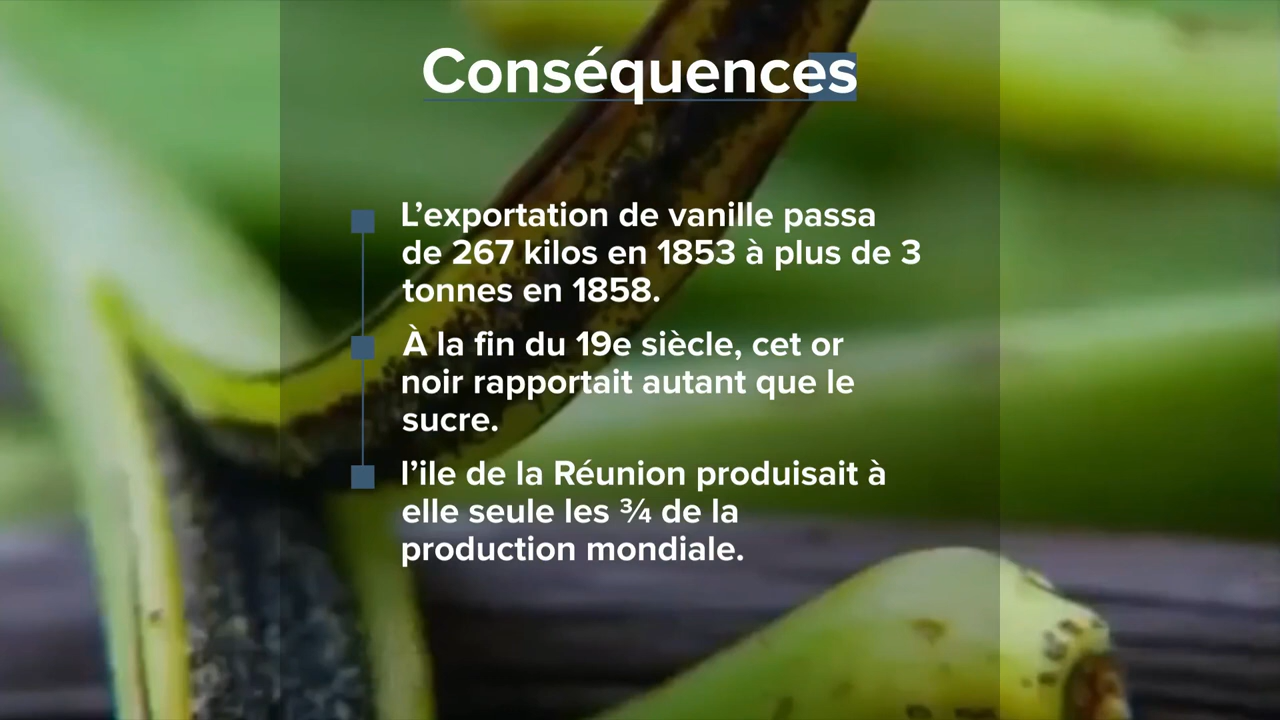 Conséquences
L’exportation de vanille passa
de 267 kilos en 1853 à plus de 3
tonnes en 1858.
À la fin du 19e siècle, cet or
noir rapportait autant que le
sucre.
l’ile de la Réunion produisait à
elle seule les ¾ de la
production mondiale.